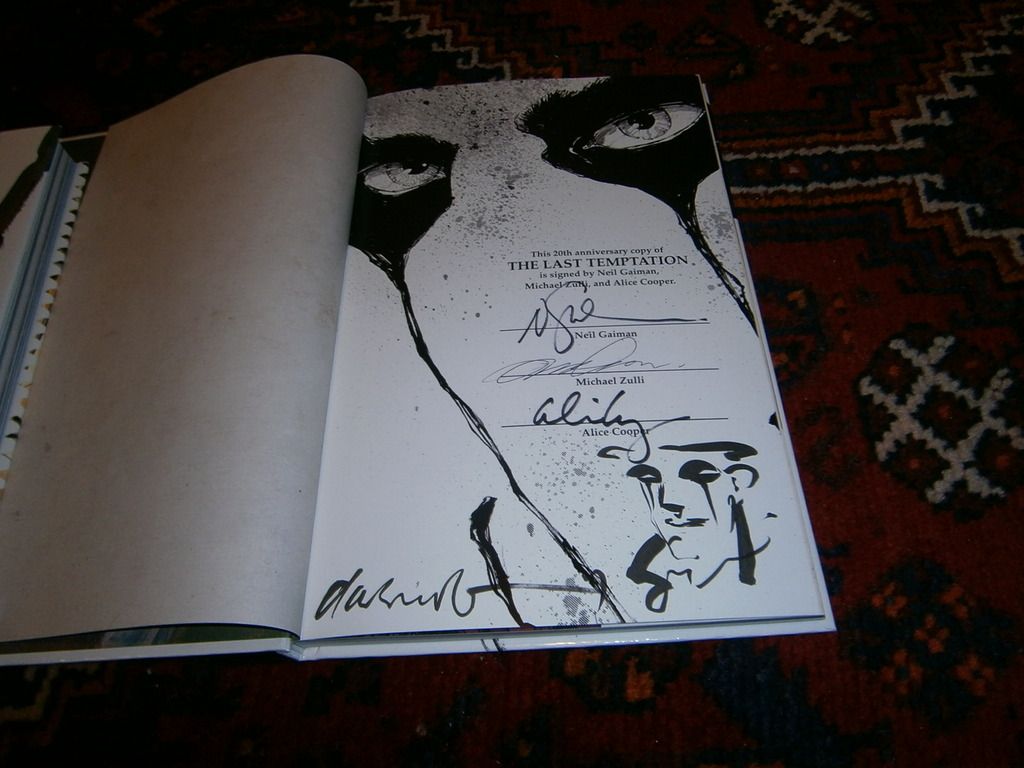 This 20th anniversary copy of
THE LAST TEMPTATION
is signed by Neil Gaiman,
Michael Zulli, and Alice Cooper.
Neil Gaiman
Michael Zulli
Alice Cooper